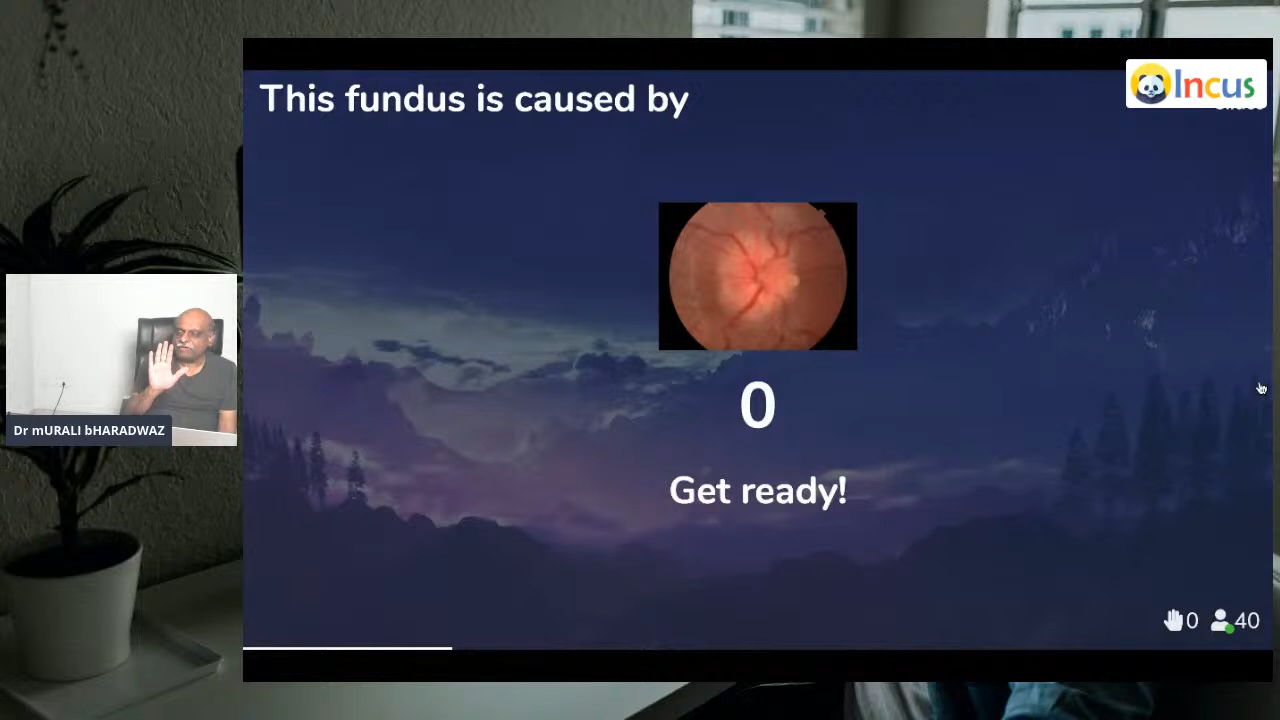 This fundus is caused by
Incus
0
Get ready!
Dr mURALI bHARADWAZ
0 40